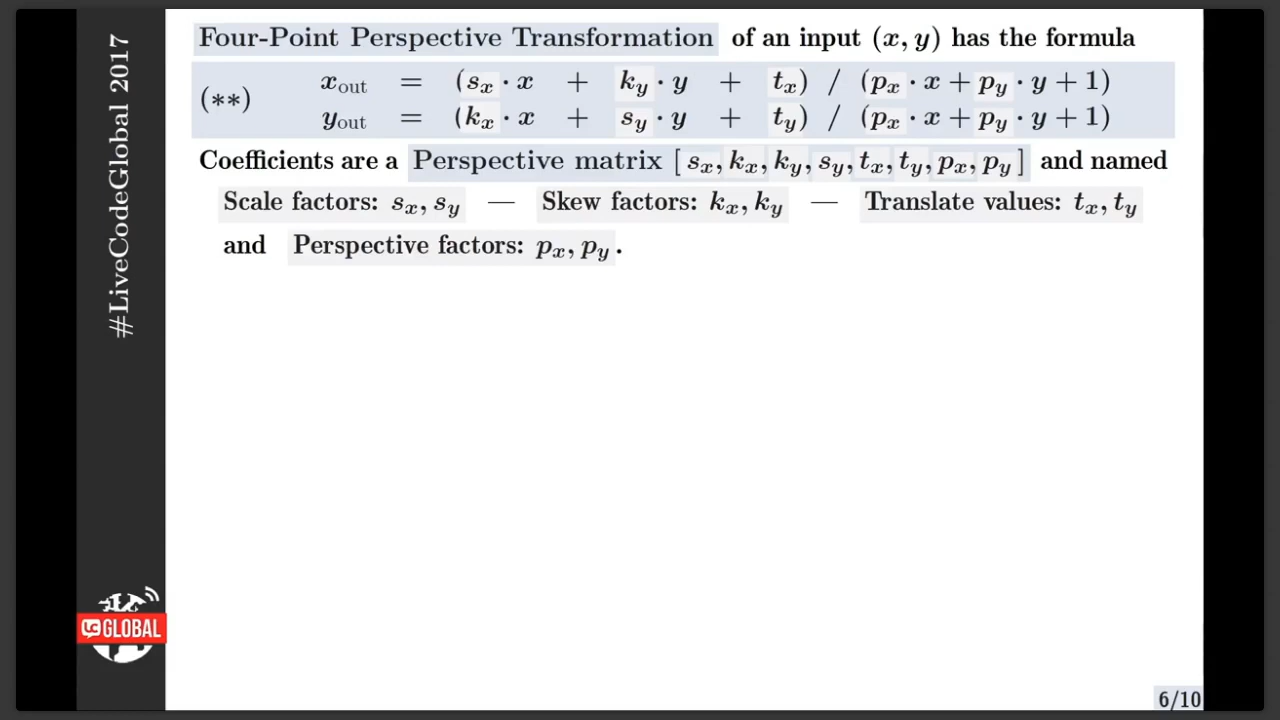 #LiveCodeGlobal 2017
Four-Point Perspective Transformation of an input (x, y) has the formula
(**) x_out = (s_x · x + k_y · y + t_x) / (p_x · x + p_y · y + 1)
y_out = (k_x · x + s_y · y + t_y) / (p_x · x + p_y · y + 1)
Coefficients are a Perspective matrix [ s_x, k_x, k_y, s_y, t_x, t_y, p_x, p_y ] and named
Scale factors: s_x, s_y — Skew factors: k_x, k_y — Translate values: t_x, t_y
and Perspective factors: p_x, p_y .
LC GLOBAL
6/10